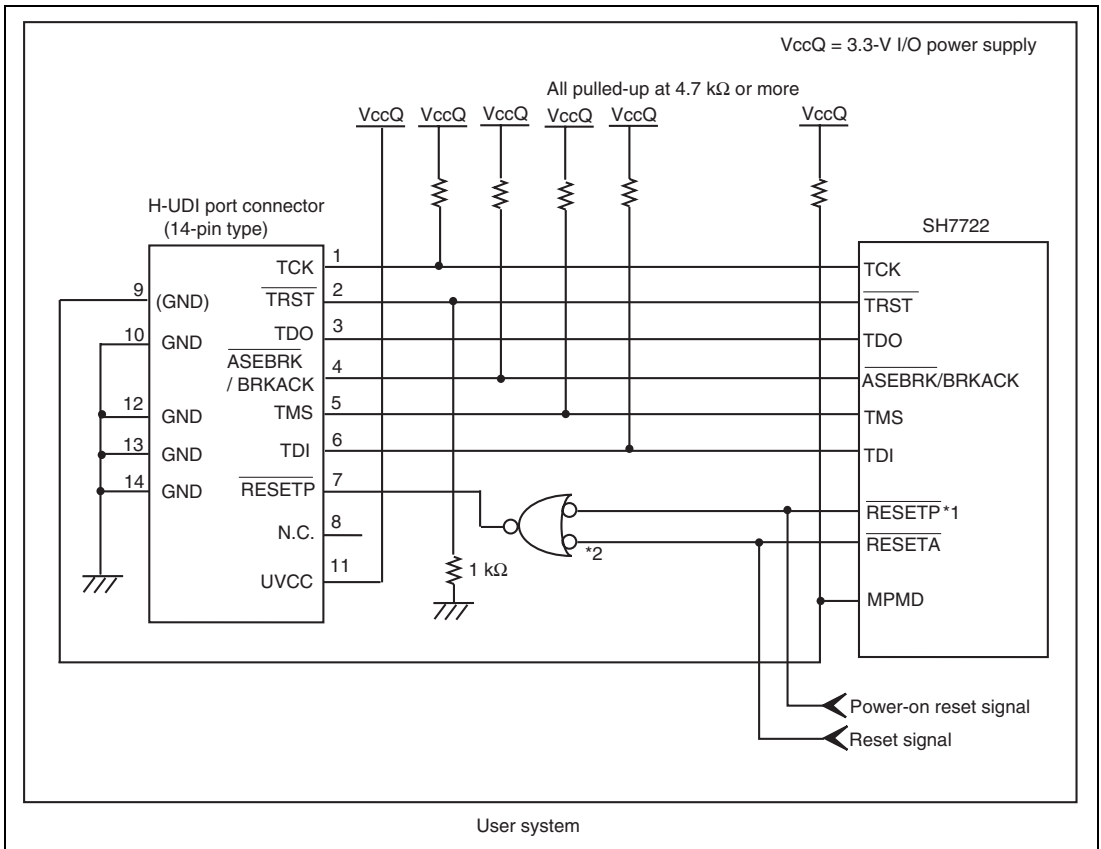 VccQ = 3.3-V I/O power supply
All pulled-up at 4.7 kΩ or more
VccQ VccQ VccQ VccQ VccQ VccQ
H-UDI port connector
(14-pin type)
SH7722
TCK 1 TCK
9 (GND) TRST 2 TRST
10 GND TDO 3 TDO
ASEBRK
/ BRKACK 4 ASEBRK/BRKACK
12 GND TMS 5 TMS
13 GND TDI 6 TDI
14 GND RESETP 7 RESETP*1
N.C. 8 *2 RESETA
UVCC 11 1 kΩ MPMD
Power-on reset signal
Reset signal
User system